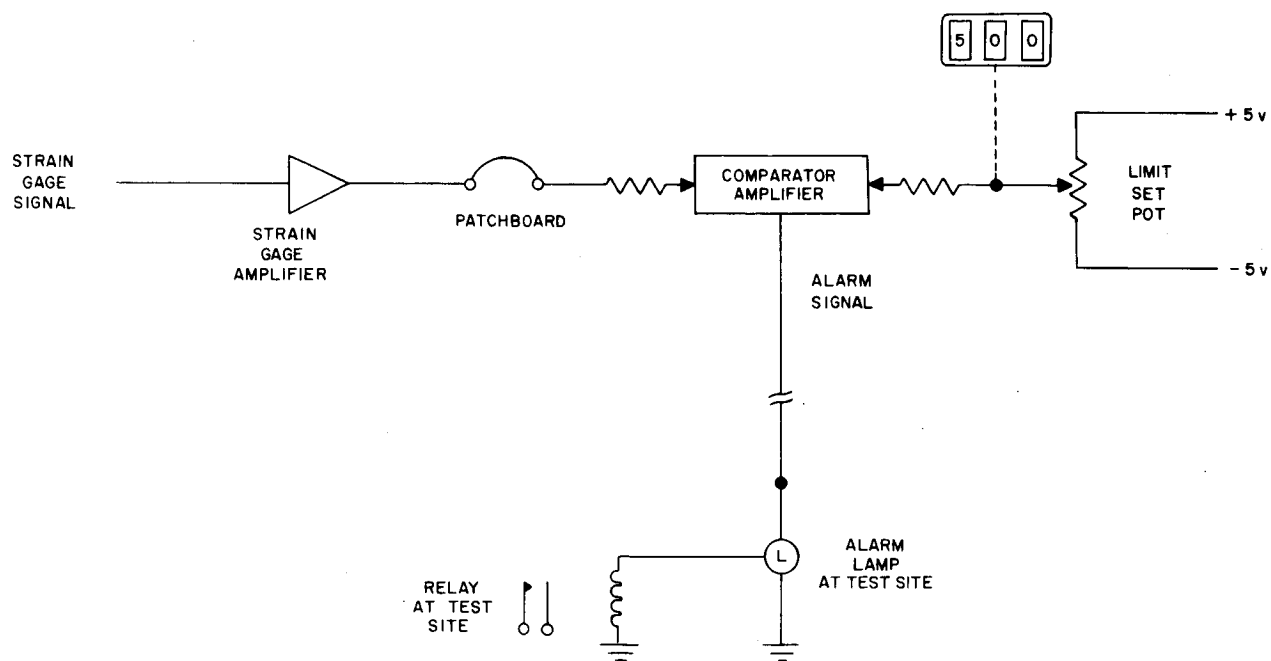 5 0 0
+ 5 v
STRAIN
GAGE
SIGNAL
COMPARATOR
AMPLIFIER
LIMIT
SET
POT
PATCHBOARD
STRAIN
GAGE
AMPLIFIER
- 5 v
ALARM
SIGNAL
L
ALARM
LAMP
AT TEST SITE
RELAY
AT TEST
SITE